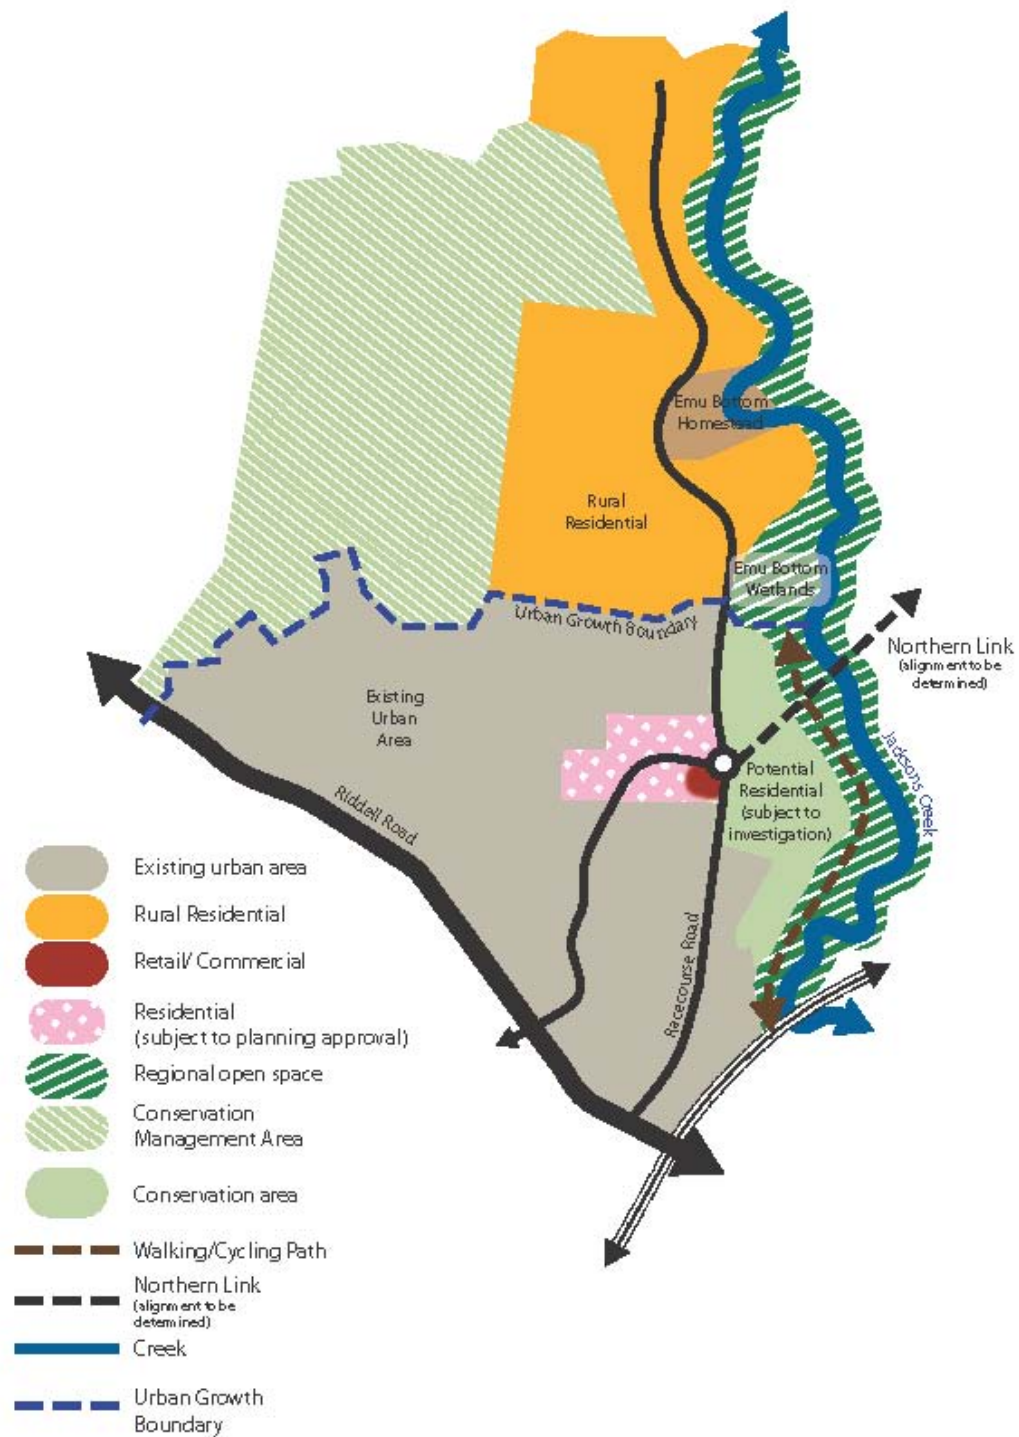 Emu Bottom
Homestead
Rural
Residential
Emu Bottom
Wetlands
Urban Growth Boundary
Northern Link
(alignment to be
determined)
Existing
Urban
Area
Jacksons Creek
Potential
Residential
(subject to
investigation)
Riddell Road
Racecourse Road
Existing urban area
Rural Residential
Retail/ Commercial
Residential
(subject to planning approval)
Regional open space
Conservation
Management Area
Conservation area
Walking/Cycling Path
Northern Link
(alignment to be
determined)
Creek
Urban Growth
Boundary